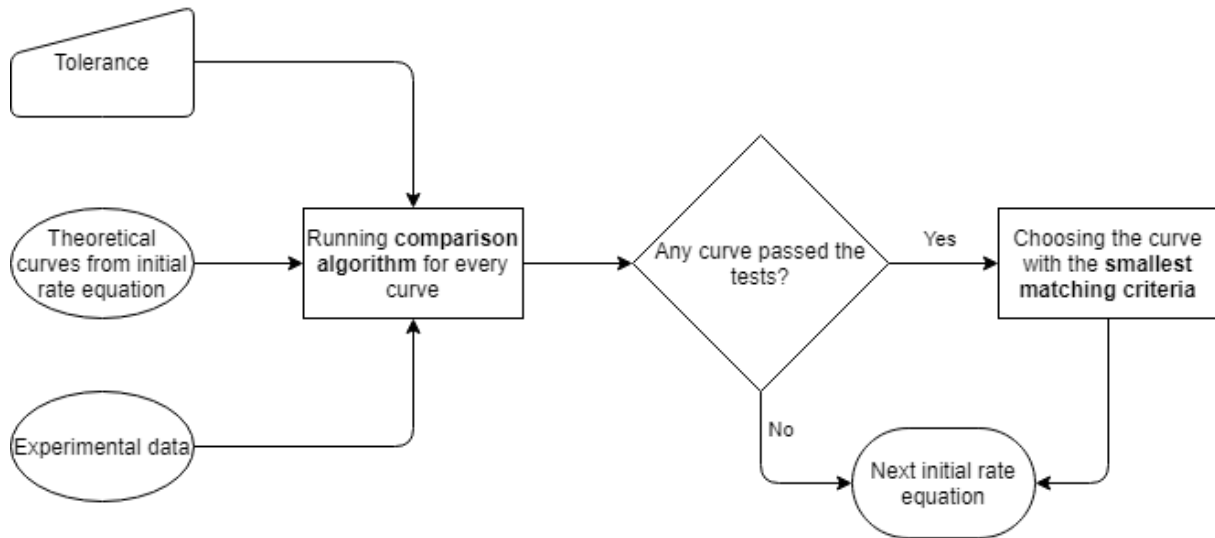 Tolerance
Theoretical
curves from initial
rate equation
Experimental data
Running comparison
algorithm for every
curve
Any curve passed the
tests?
Yes
No
Choosing the curve
with the smallest
matching criteria
Next initial rate
equation